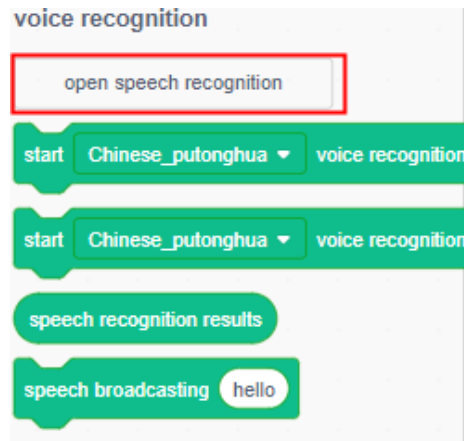 voice recognition
open speech recognition
start Chinese_putonghua voice recognition
start Chinese_putonghua voice recognition
speech recognition results
speech broadcasting hello